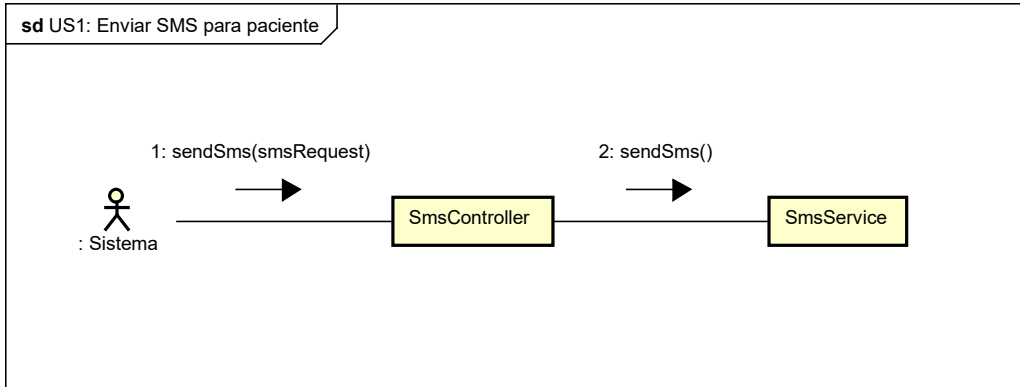 sd US1: Enviar SMS para paciente
1: sendSms(smsRequest)
2: sendSms()
SmsController
SmsService
: Sistema